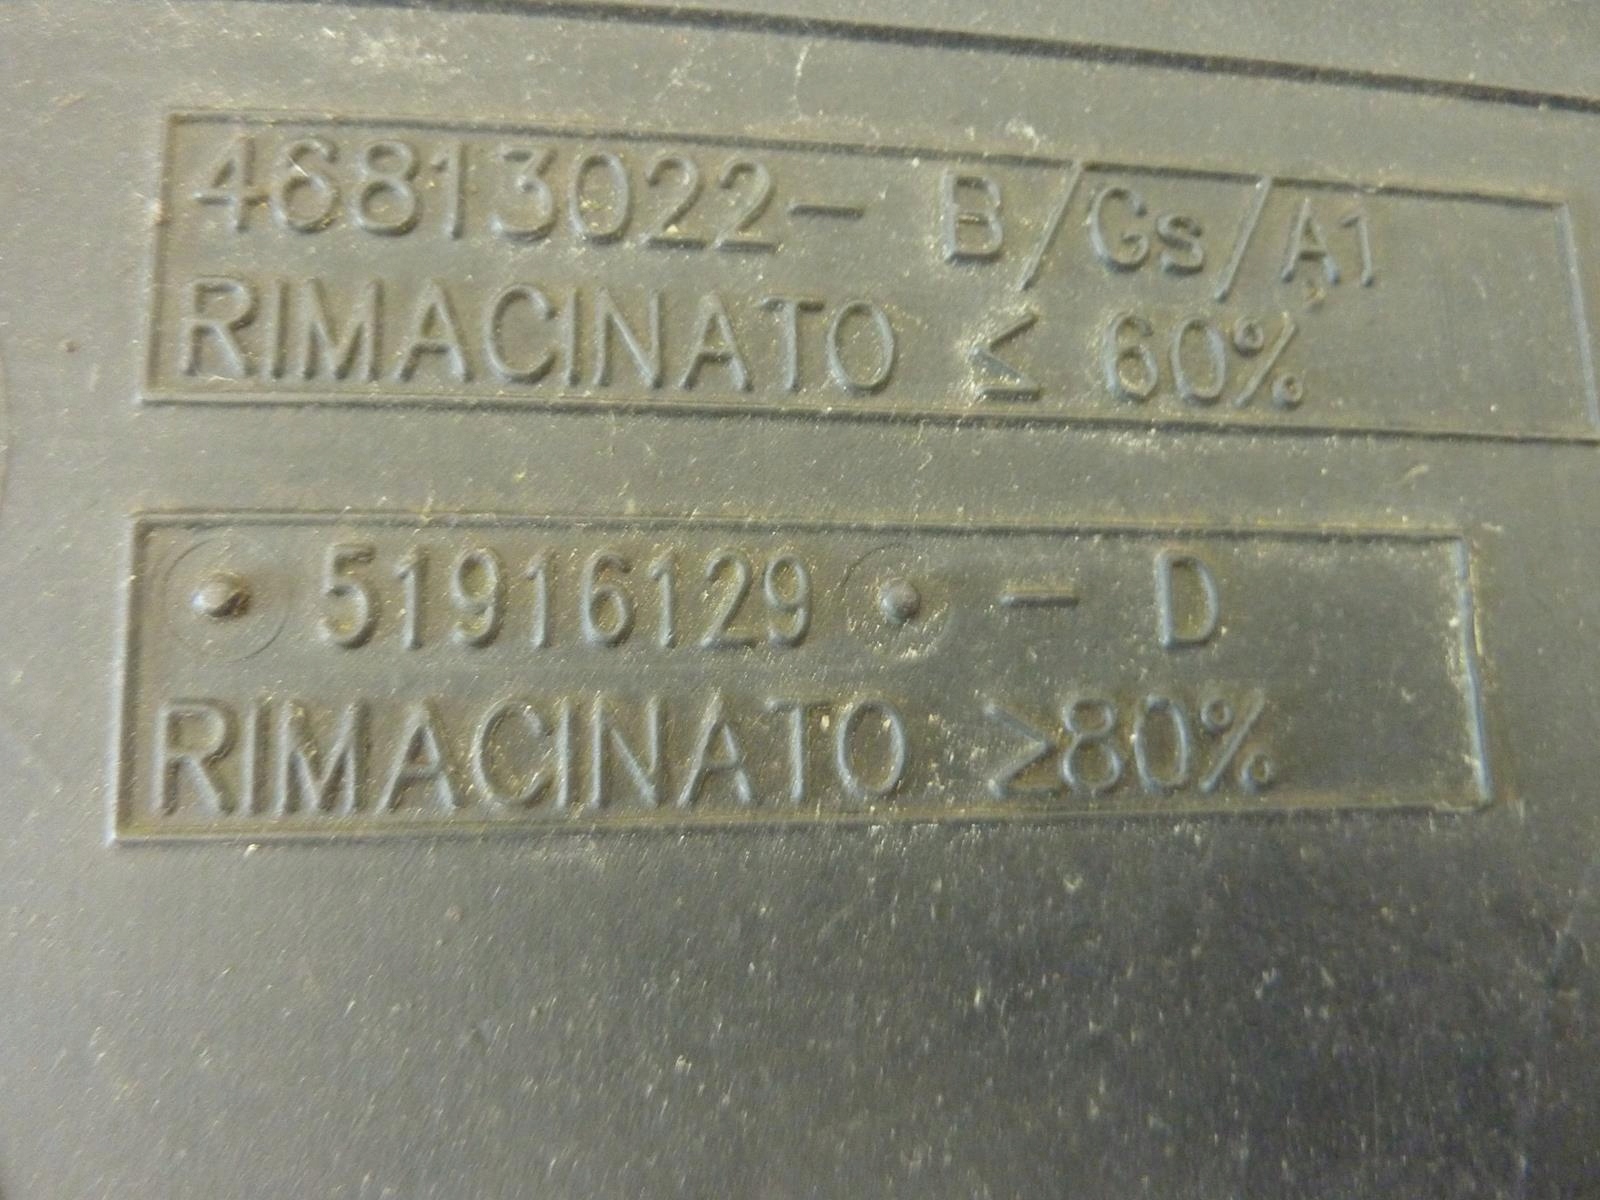 46813022- B/Gs/A1
RIMACINATO ≤ 60%
• 51916129 • - D
RIMACINATO ≥80%